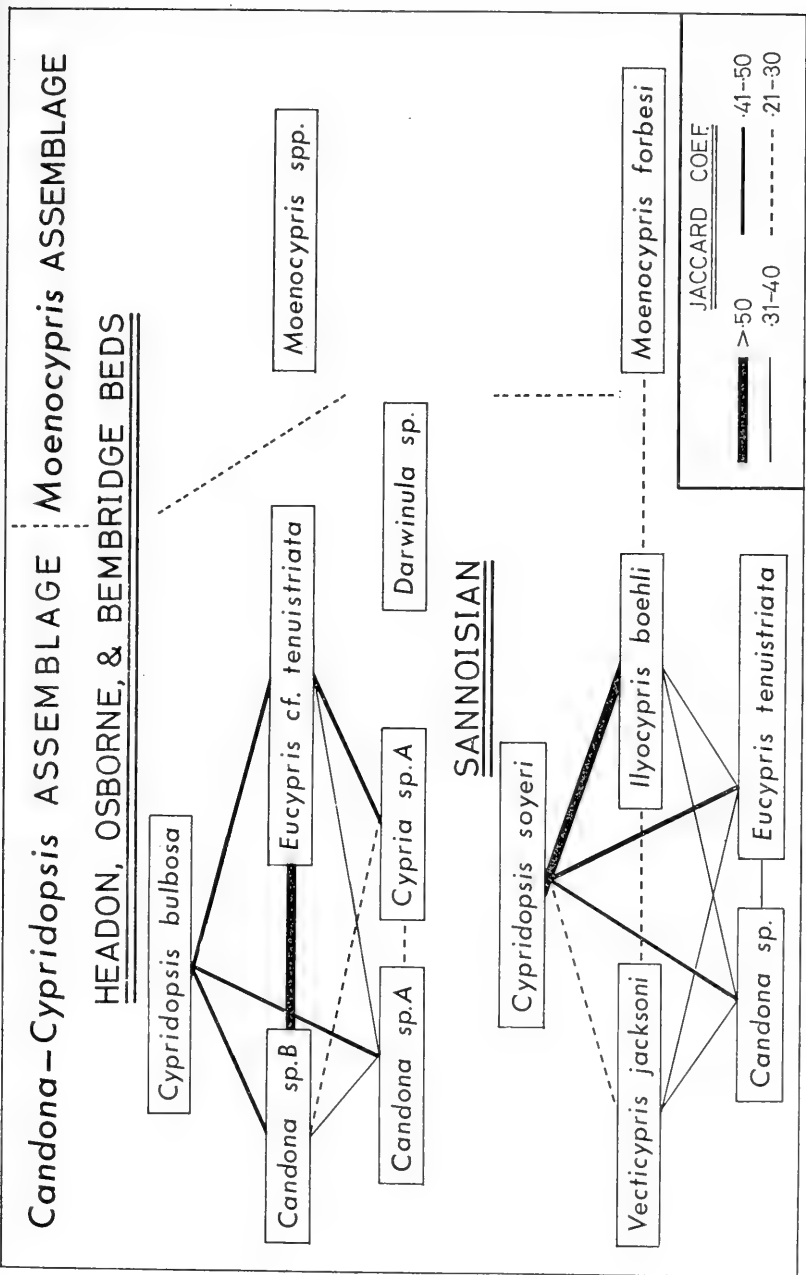 Candona–Cypridopsis ASSEMBLAGE
Moenocypris ASSEMBLAGE
HEADON, OSBORNE, & BEMBRIDGE BEDS
Cypridopsis bulbosa
Candona sp.B
Eucypris cf. tenuistriata
Moenocypris spp.
Candona sp.A
Cypria sp.A
Darwinula sp.
SANNOISIAN
Cypridopsis soyeri
Vecticypris jacksoni
Ilyocypris boehli
Moenocypris forbesi
Candona sp.
Eucypris tenuistriata
JACCARD COEF.
>·50
·41–·50
·31–·40
·21–·30